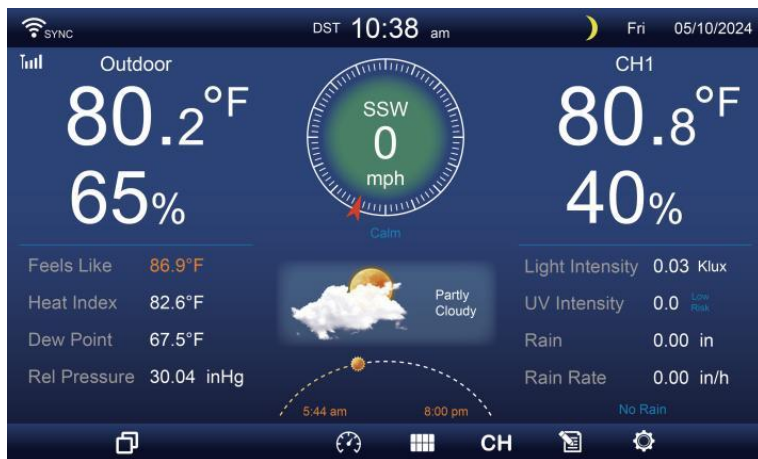 SYNC DST 10:38 am Fri 05/10/2024
Outdoor
80.2°F
65%
Feels Like 86.9°F
Heat Index 82.6°F
Dew Point 67.5°F
Rel Pressure 30.04 inHg
SSW
0
mph
Calm
Partly
Cloudy
5:44 am 8:00 pm
CH1
80.8°F
40%
Light Intensity 0.03 Klux
UV Intensity 0.0 Low
Risk
Rain 0.00 in
Rain Rate 0.00 in/h
No Rain
CH